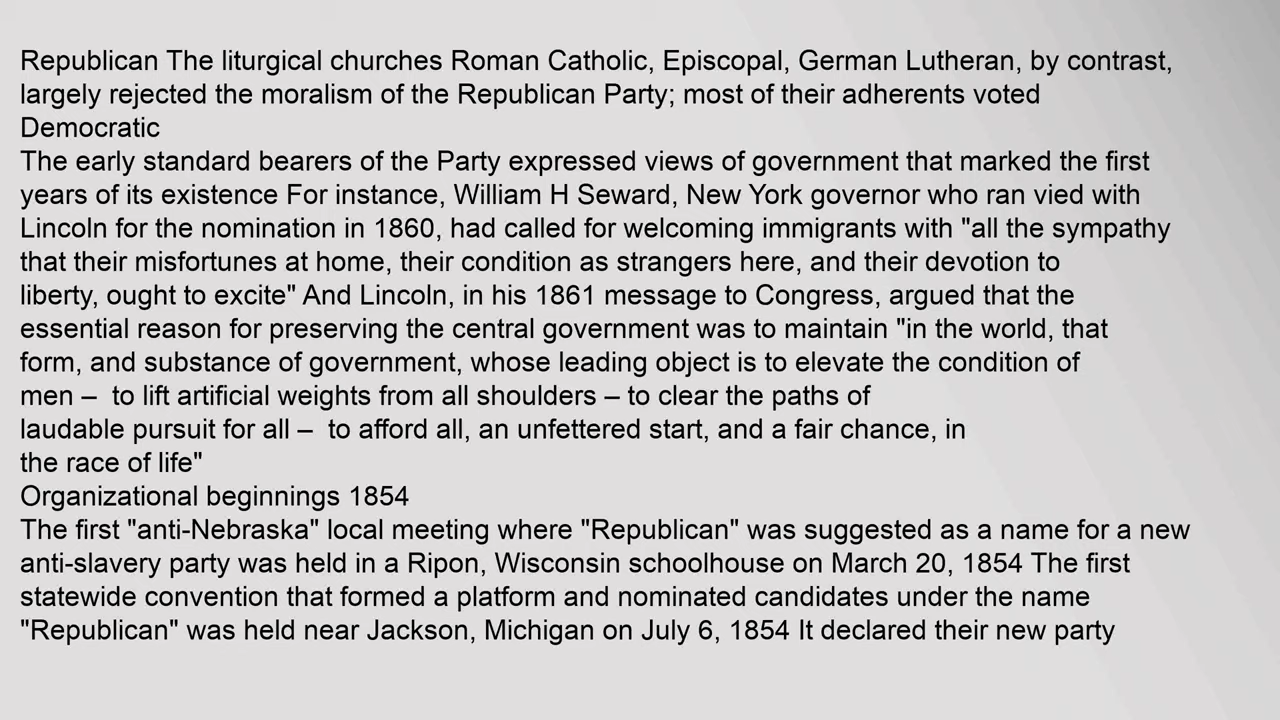 Republican The liturgical churches Roman Catholic, Episcopal, German Lutheran, by contrast,
largely rejected the moralism of the Republican Party; most of their adherents voted
Democratic
The early standard bearers of the Party expressed views of government that marked the first
years of its existence For instance, William H Seward, New York governor who ran vied with
Lincoln for the nomination in 1860, had called for welcoming immigrants with "all the sympathy
that their misfortunes at home, their condition as strangers here, and their devotion to
liberty, ought to excite" And Lincoln, in his 1861 message to Congress, argued that the
essential reason for preserving the central government was to maintain "in the world, that
form, and substance of government, whose leading object is to elevate the condition of
men –  to lift artificial weights from all shoulders – to clear the paths of
laudable pursuit for all –  to afford all, an unfettered start, and a fair chance, in
the race of life"
Organizational beginnings 1854
The first "anti-Nebraska" local meeting where "Republican" was suggested as a name for a new
anti-slavery party was held in a Ripon, Wisconsin schoolhouse on March 20, 1854 The first
statewide convention that formed a platform and nominated candidates under the name
"Republican" was held near Jackson, Michigan on July 6, 1854 It declared their new party